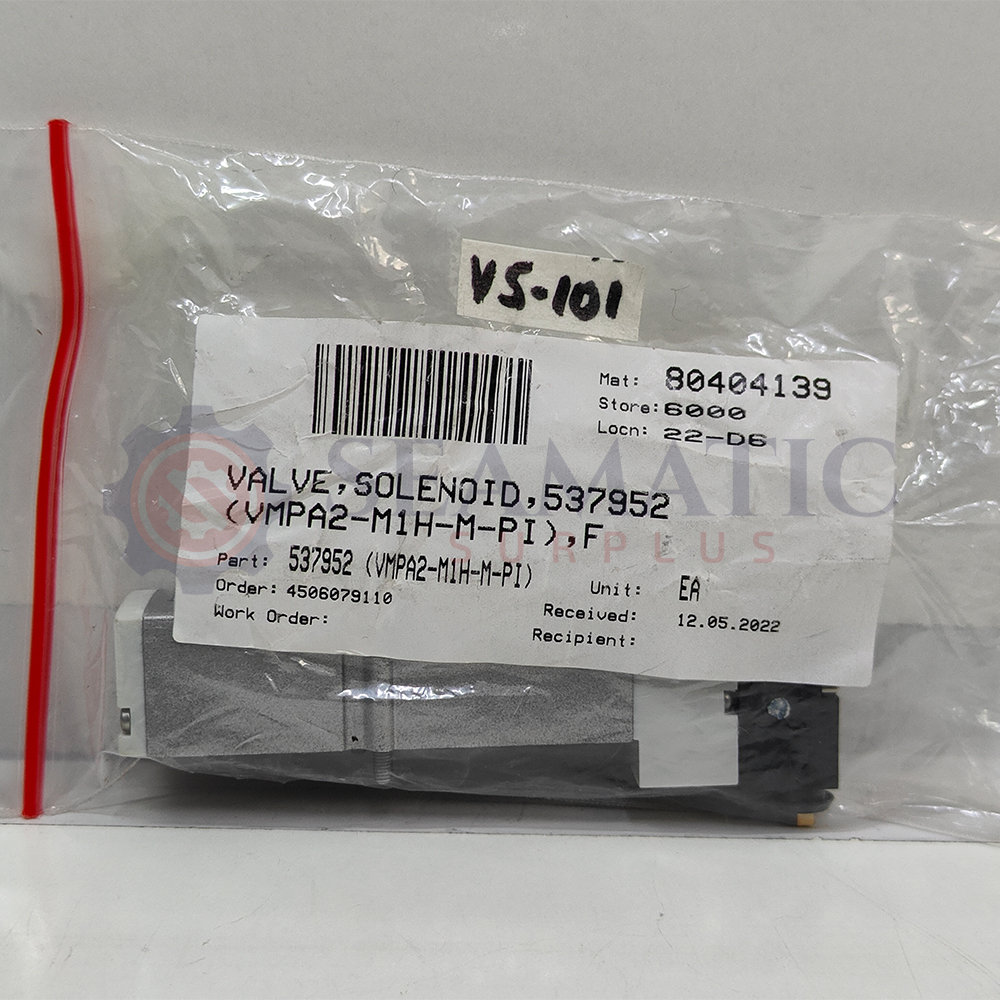 VS-101
Mat: 80404139
Store: 6000
Locn: 22-D6
VALVE,SOLENOID,537952
(VMPA2-M1H-M-PI),F
Part: 537952 (VMPA2-M1H-M-PI)
Unit: EA
Order: 4506079110
Received: 12.05.2022
Work Order:
Recipient:
SEAMATIC
SURPLUS